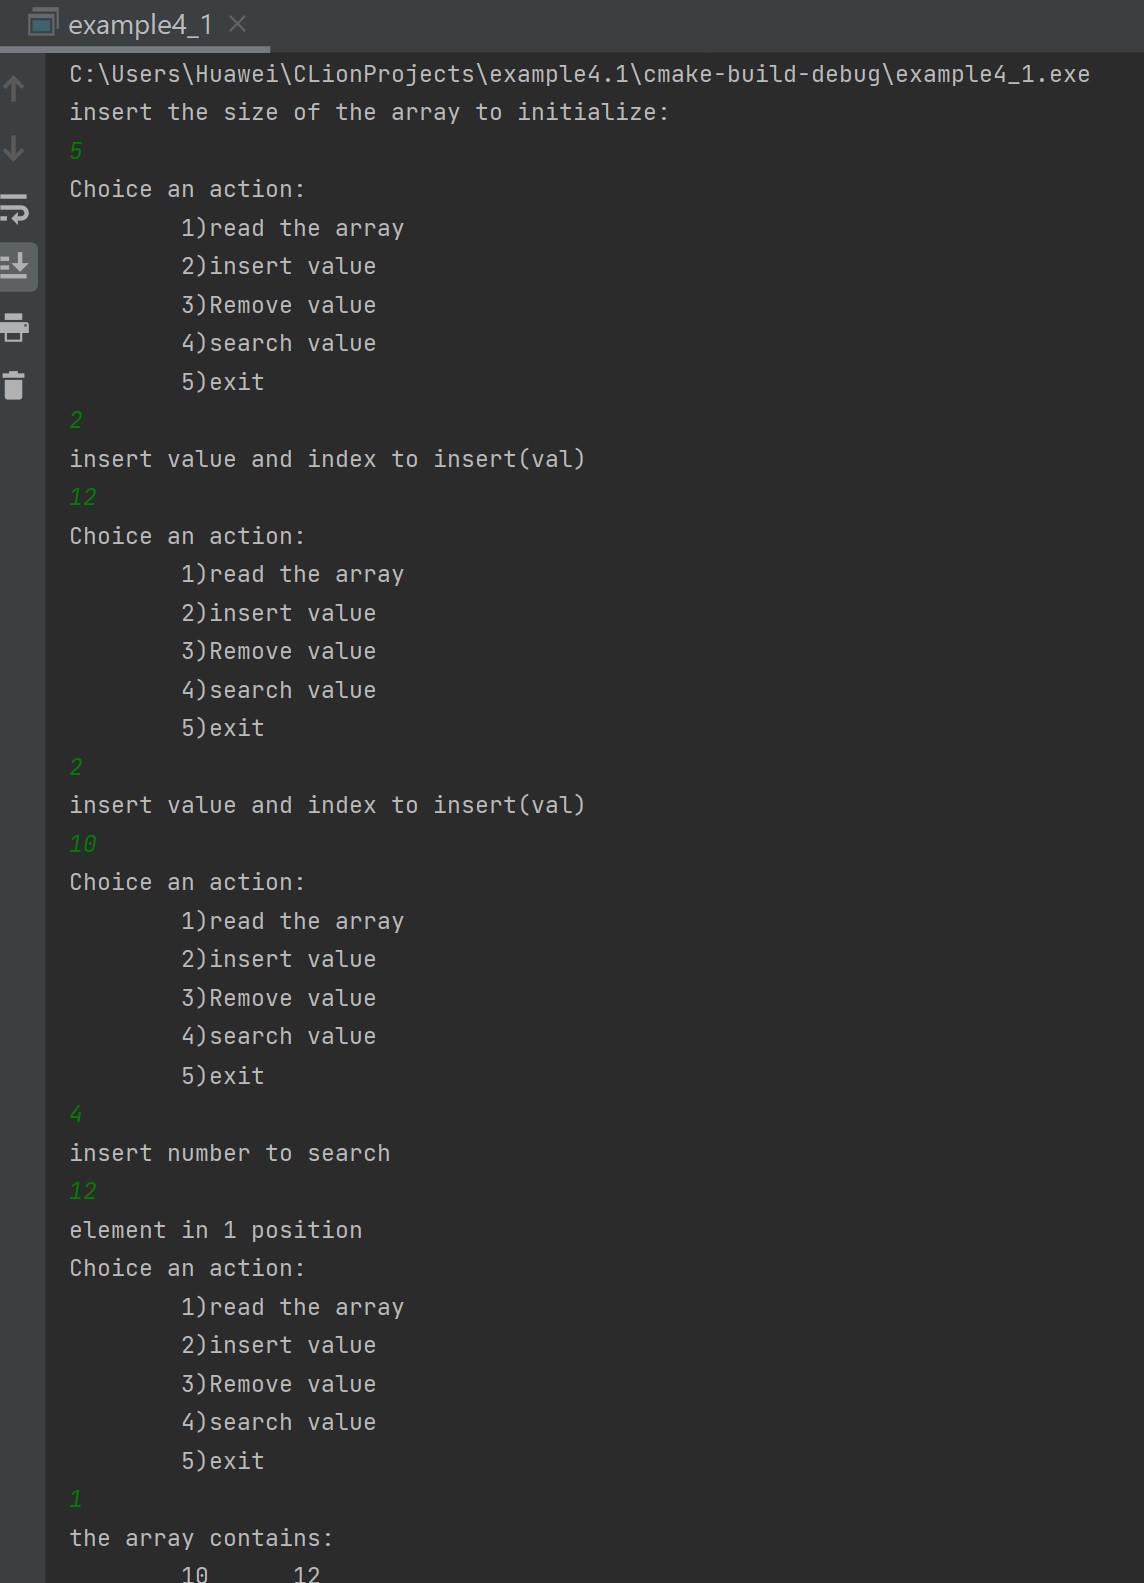 example4_1
C:\Users\Huawei\CLionProjects\example4.1\cmake-build-debug\example4_1.exe
insert the size of the array to initialize:
5
Choice an action:
1)read the array
2)insert value
3)Remove value
4)search value
5)exit
2
insert value and index to insert(val)
12
Choice an action:
1)read the array
2)insert value
3)Remove value
4)search value
5)exit
2
insert value and index to insert(val)
10
Choice an action:
1)read the array
2)insert value
3)Remove value
4)search value
5)exit
4
insert number to search
12
element in 1 position
Choice an action:
1)read the array
2)insert value
3)Remove value
4)search value
5)exit
1
the array contains:
10 12